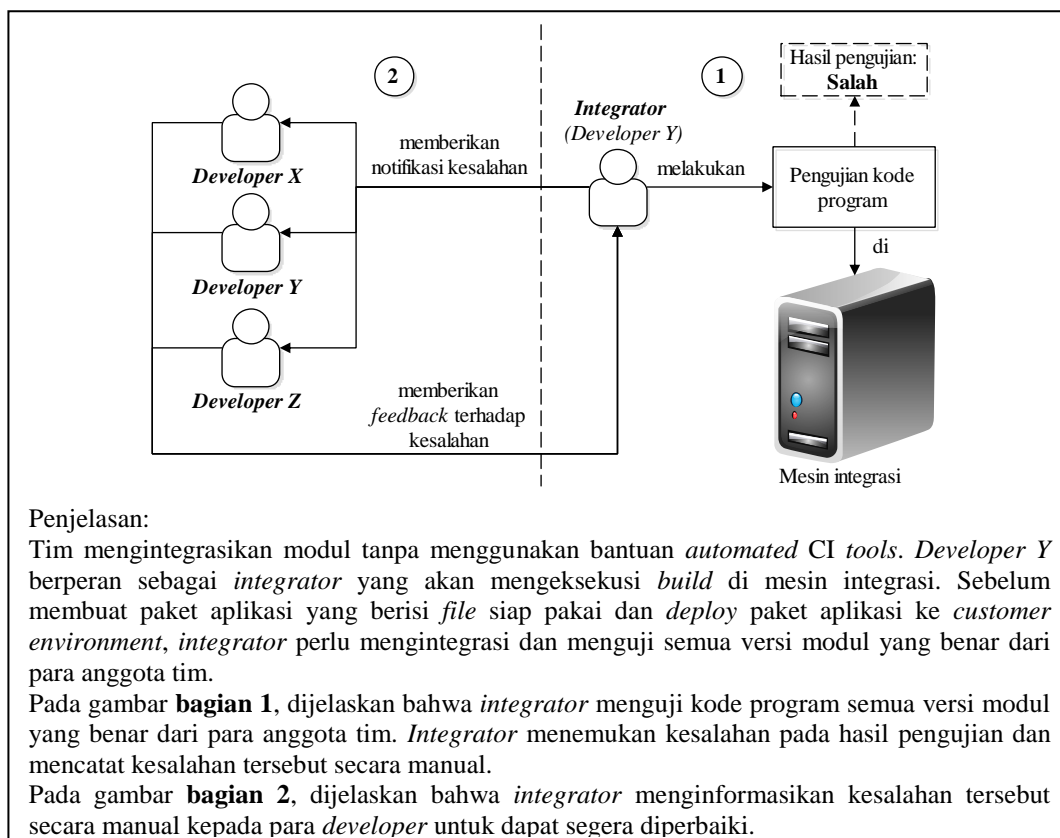 2
1
Hasil pengujian:
Salah
Integrator
(Developer Y)
memberikan
notifikasi kesalahan
melakukan
Pengujian kode
program
di
Developer X
Developer Y
Developer Z
memberikan
feedback terhadap
kesalahan
Mesin integrasi
Penjelasan:
Tim mengintegrasikan modul tanpa menggunakan bantuan automated CI tools. Developer Y
berperan sebagai integrator yang akan mengeksekusi build di mesin integrasi. Sebelum
membuat paket aplikasi yang berisi file siap pakai dan deploy paket aplikasi ke customer
environment, integrator perlu mengintegrasi dan menguji semua versi modul yang benar dari
para anggota tim.
Pada gambar bagian 1, dijelaskan bahwa integrator menguji kode program semua versi modul
yang benar dari para anggota tim. Integrator menemukan kesalahan pada hasil pengujian dan
mencatat kesalahan tersebut secara manual.
Pada gambar bagian 2, dijelaskan bahwa integrator menginformasikan kesalahan tersebut
secara manual kepada para developer untuk dapat segera diperbaiki.